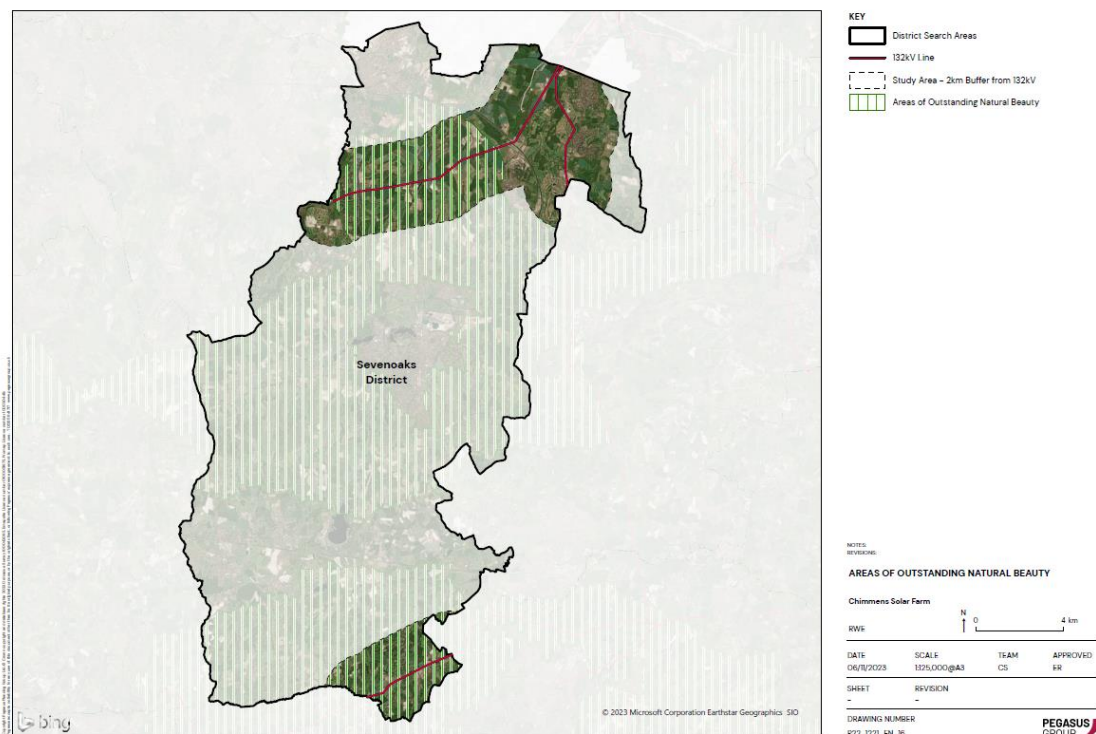 KEY
District Search Areas
132kV Line
Study Area - 2km Buffer from 132kV
Areas of Outstanding Natural Beauty
Sevenoaks
District
bing
© 2023 Microsoft Corporation Earthstar Geographics SIO
NOTES:
REVISIONS:
AREAS OF OUTSTANDING NATURAL BEAUTY
Chimmens Solar Farm
RWE
N
0 4 km
DATE SCALE TEAM APPROVED
06/11/2023 1:125,000@A3 CS ER
SHEET REVISION
- -
DRAWING NUMBER
PEGASUS
GROUP